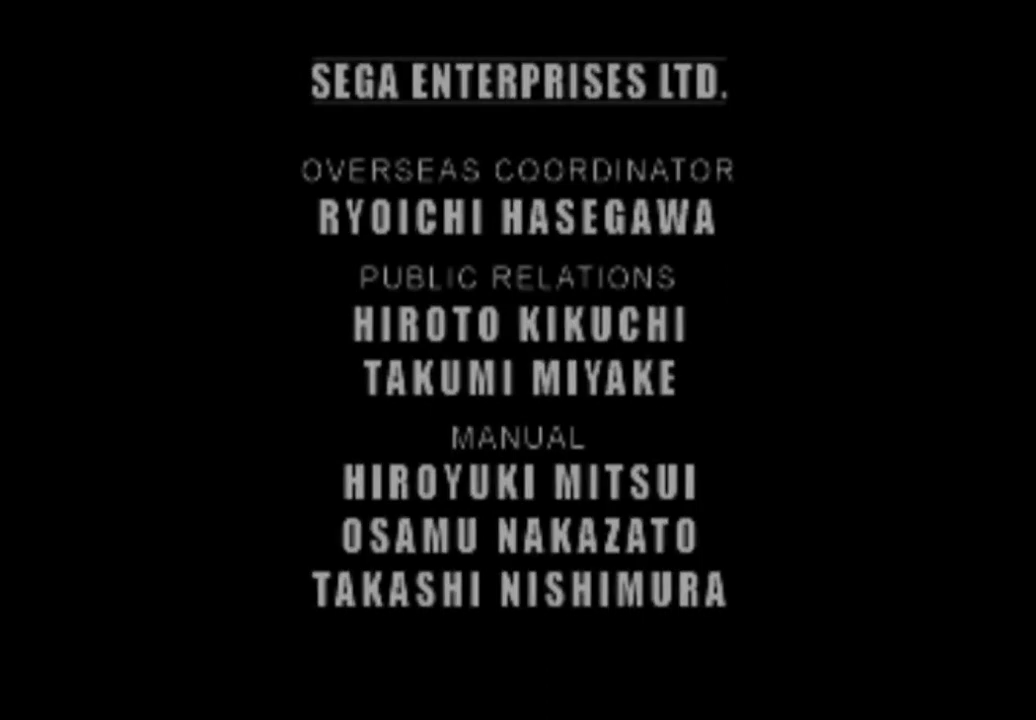 SEGA ENTERPRISES LTD.
OVERSEAS COORDINATOR
RYOICHI HASEGAWA
PUBLIC RELATIONS
HIROTO KIKUCHI
TAKUMI MIYAKE
MANUAL
HIROYUKI MITSUI
OSAMU NAKAZATO
TAKASHI NISHIMURA